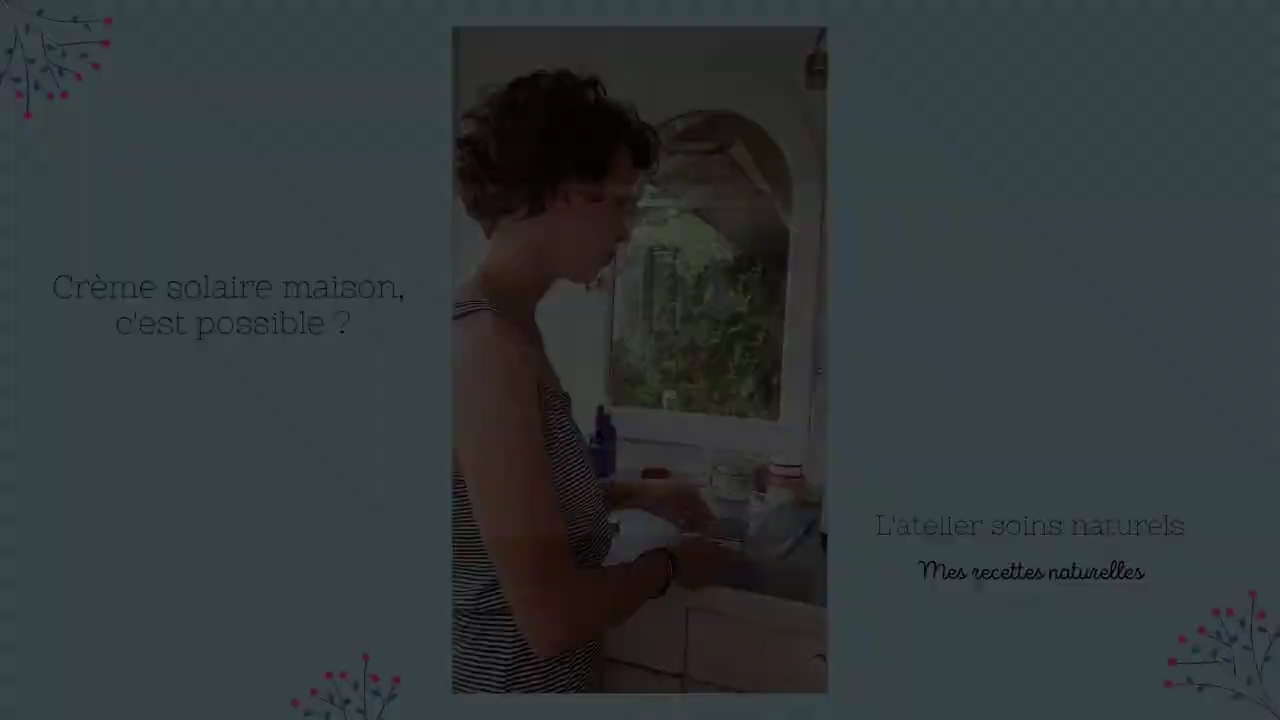 Crème solaire maison,
c'est possible ?
L'atelier soins naturels
Mes recettes naturelles